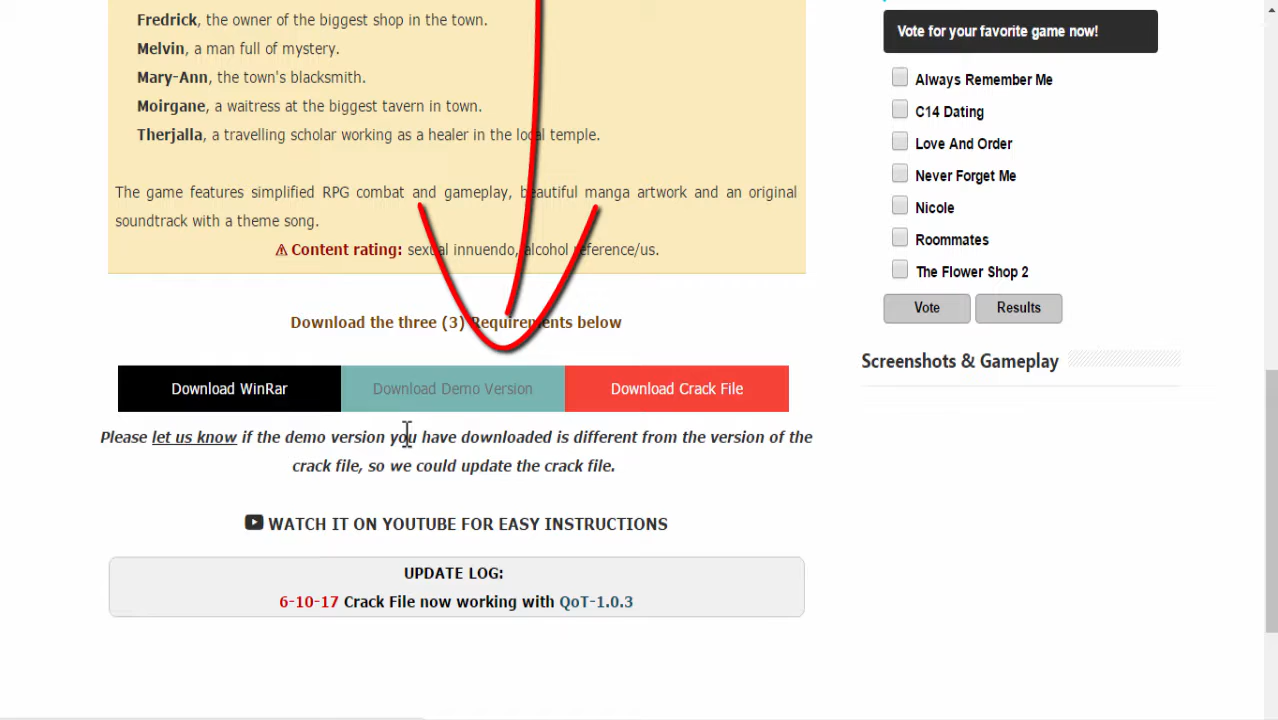 Fredrick, the owner of the biggest shop in the town.
Melvin, a man full of mystery.
Mary-Ann, the town's blacksmith.
Moirgane, a waitress at the biggest tavern in town.
Therjalla, a travelling scholar working as a healer in the local temple.
The game features simplified RPG combat and gameplay, beautiful manga artwork and an original
soundtrack with a theme song.
Content rating: sexual innuendo, alcohol reference/us.
Download the three (3) Requirements below
Download WinRar
Download Demo Version
Download Crack File
Please let us know if the demo version you have downloaded is different from the version of the
crack file, so we could update the crack file.
WATCH IT ON YOUTUBE FOR EASY INSTRUCTIONS
UPDATE LOG:
6-10-17 Crack File now working with QoT-1.0.3
Vote for your favorite game now!
Always Remember Me
C14 Dating
Love And Order
Never Forget Me
Nicole
Roommates
The Flower Shop 2
Vote
Results
Screenshots & Gameplay